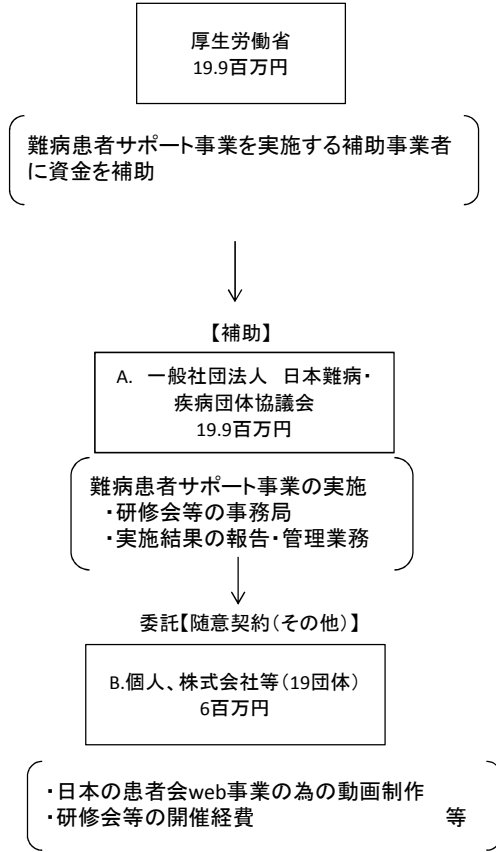 厚生労働省
19.9百万円
難病患者サポート事業を実施する補助事業者
に資金を補助
【補助】
A. 一般社団法人 日本難病・
疾病団体協議会
19.9百万円
難病患者サポート事業の実施
・研修会等の事務局
・実施結果の報告・管理業務
委託【随意契約（その他）】
B.個人、株式会社等（19団体）
6百万円
・日本の患者会web事業の為の動画制作
・研修会等の開催経費 等